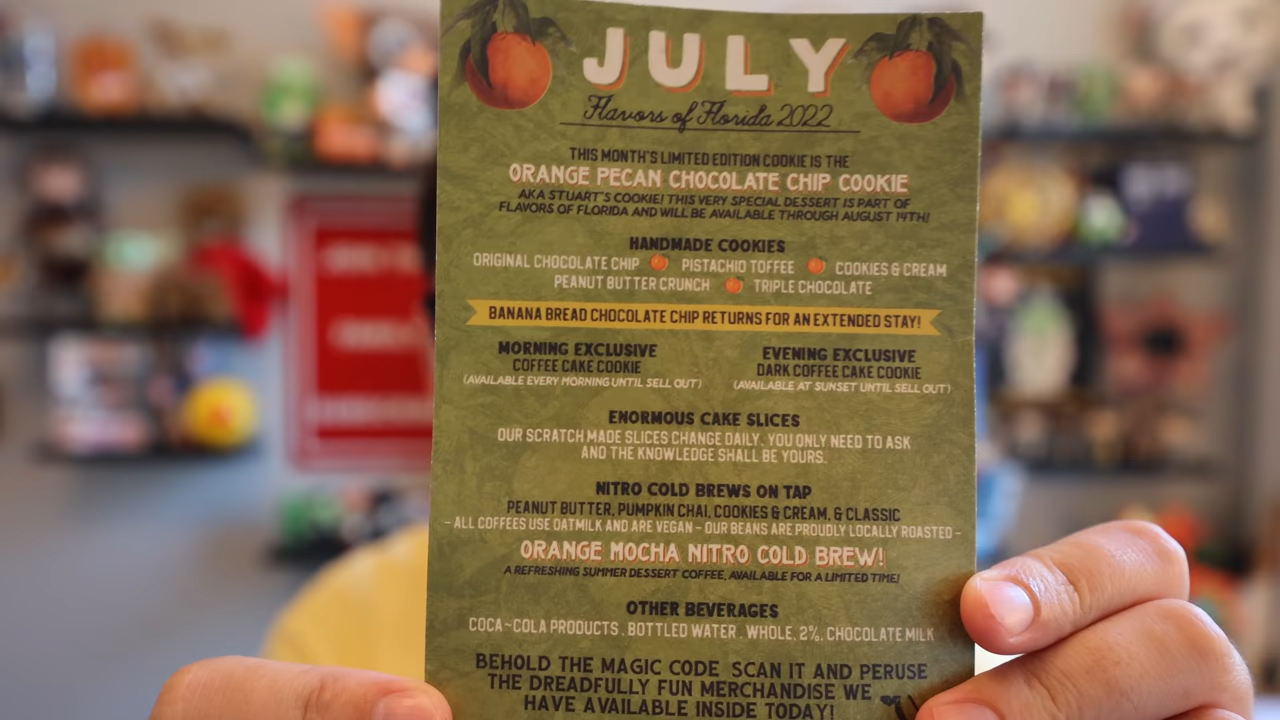 JULY
Flavors of Florida 2022
THIS MONTH'S LIMITED EDITION COOKIE IS THE
ORANGE PECAN CHOCOLATE CHIP COOKIE
AKA STUART'S COOKIE! THIS VERY SPECIAL DESSERT IS PART OF
FLAVORS OF FLORIDA AND WILL BE AVAILABLE THROUGH AUGUST 14TH!
HANDMADE COOKIES
ORIGINAL CHOCOLATE CHIP PISTACHIO TOFFEE COOKIES & CREAM
PEANUT BUTTER CRUNCH TRIPLE CHOCOLATE
BANANA BREAD CHOCOLATE CHIP RETURNS FOR AN EXTENDED STAY!
MORNING EXCLUSIVE
COFFEE CAKE COOKIE
(AVAILABLE EVERY MORNING UNTIL SELL OUT)
EVENING EXCLUSIVE
DARK COFFEE CAKE COOKIE
(AVAILABLE AT SUNSET UNTIL SELL OUT)
ENORMOUS CAKE SLICES
OUR SCRATCH MADE SLICES CHANGE DAILY. YOU ONLY NEED TO ASK
AND THE KNOWLEDGE SHALL BE YOURS.
NITRO COLD BREWS ON TAP
PEANUT BUTTER, PUMPKIN CHAI, COOKIES & CREAM, & CLASSIC
- ALL COFFEES USE OATMILK AND ARE VEGAN - OUR BEANS ARE PROUDLY LOCALLY ROASTED -
ORANGE MOCHA NITRO COLD BREW!
A REFRESHING SUMMER DESSERT COFFEE, AVAILABLE FOR A LIMITED TIME!
OTHER BEVERAGES
COCA~COLA PRODUCTS . BOTTLED WATER . WHOLE, 2%, CHOCOLATE MILK
BEHOLD THE MAGIC CODE SCAN IT AND PERUSE
THE DREADFULLY FUN MERCHANDISE WE
HAVE AVAILABLE INSIDE TODAY!